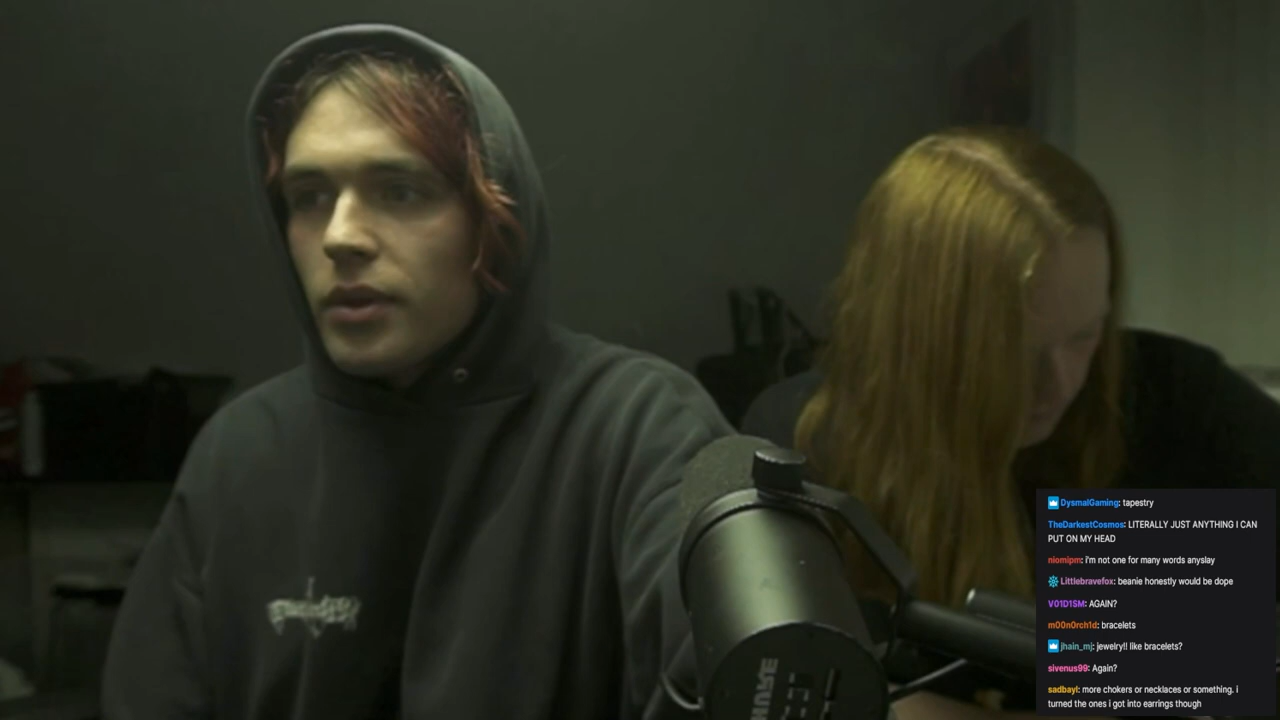 DysmalGaming: tapestry
TheDarkestCosmos: LITERALLY JUST ANYTHING I CAN
PUT ON MY HEAD
niomipm: i'm not one for many words anyslay
Littlebravefox: beanie honestly would be dope
V01D1SM: AGAIN?
m00n0rch1d: bracelets
jhain_mj: jewelry!! like bracelets?
sivenus99: Again?
sadbayl: more chokers or necklaces or something. i
turned the ones i got into earrings though
SHURE